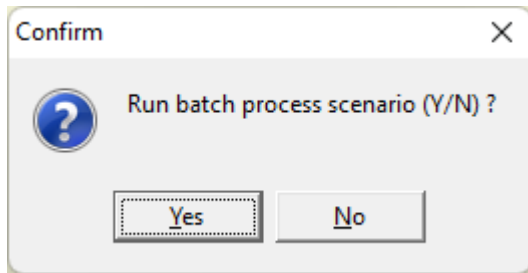 Confirm
Run batch process scenario (Y/N) ?
Yes
No